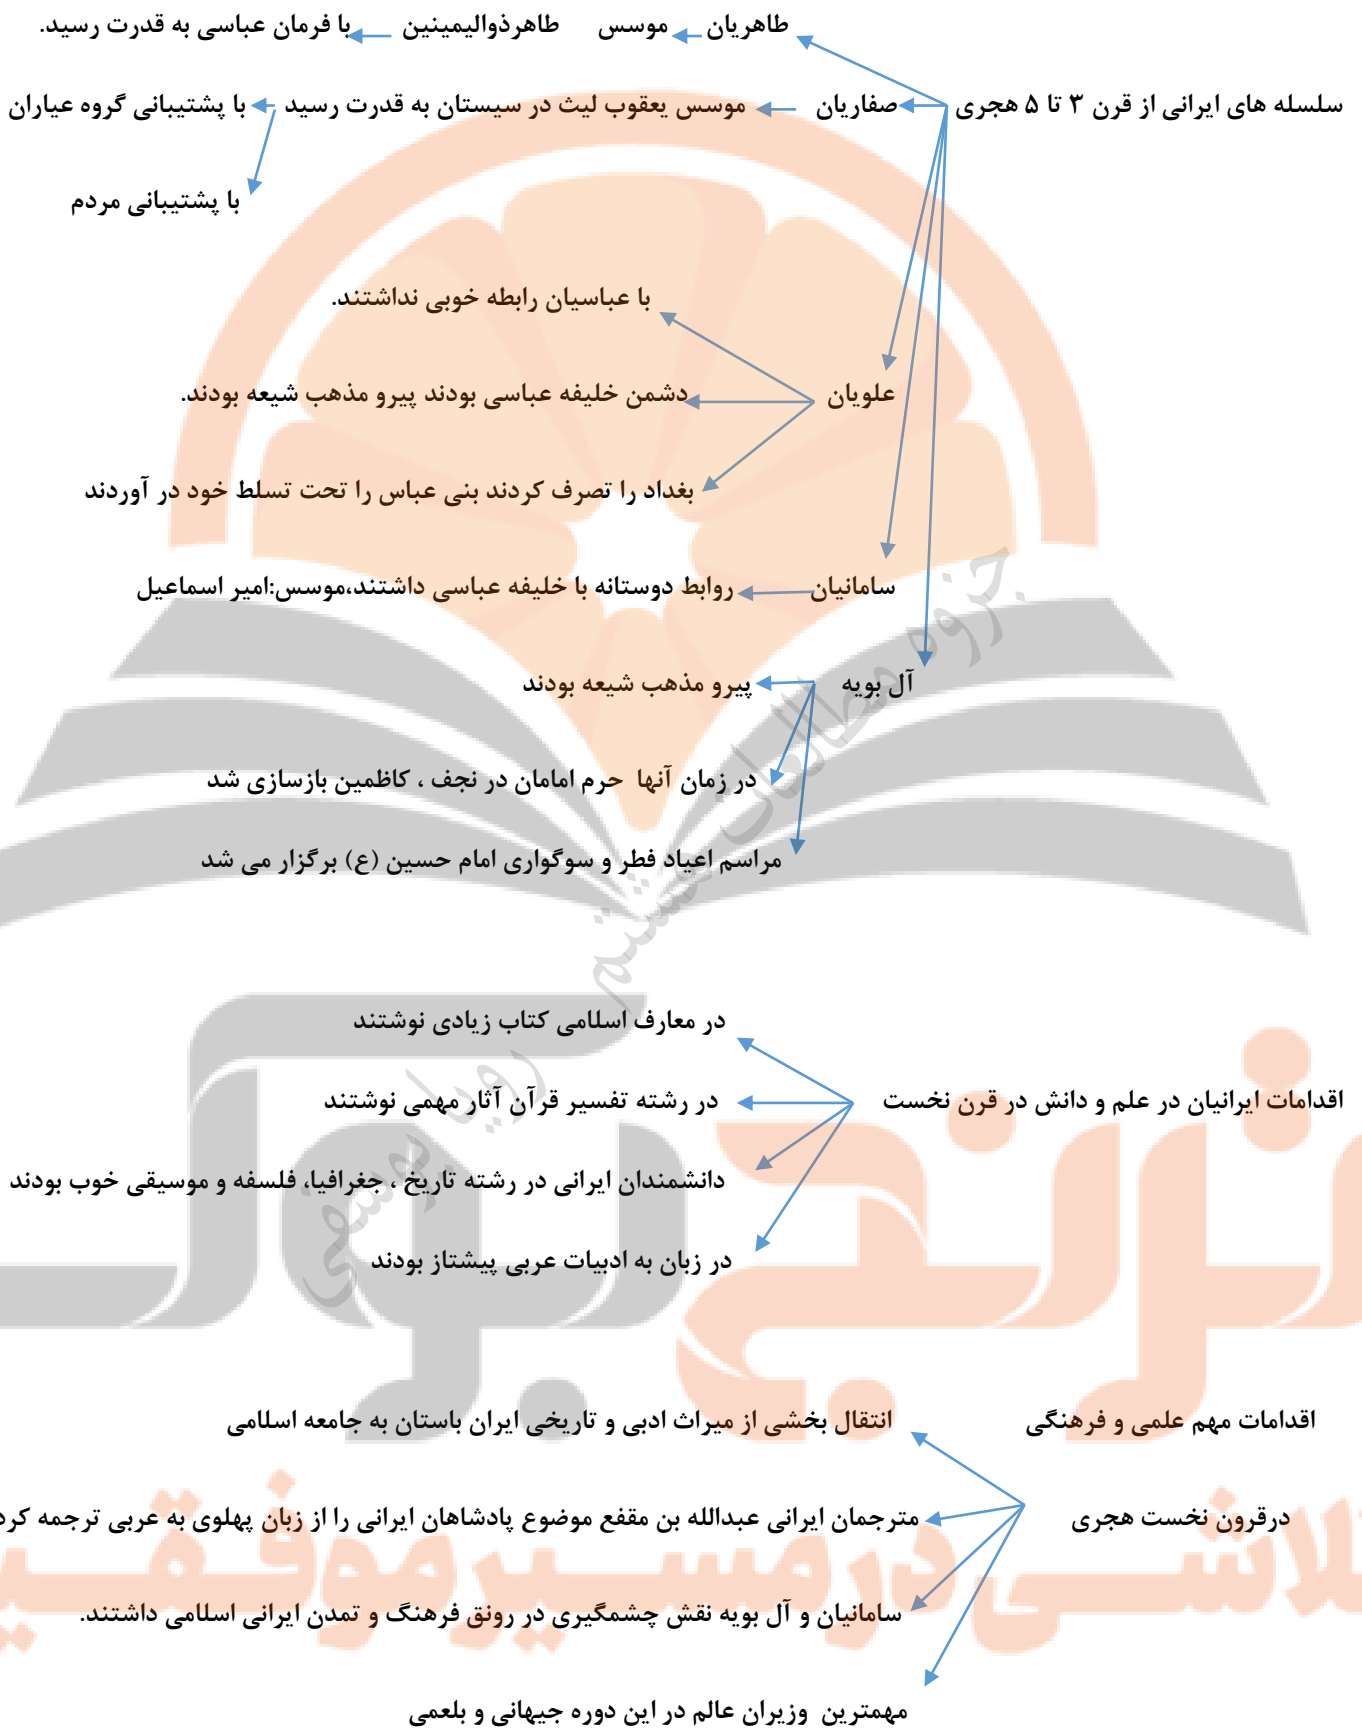 طاهریان موسس طاهرذوالیمینین با فرمان عباسی به قدرت رسید.
سلسله های ایرانی از قرن ۳ تا ۵ هجری صفاریان موسس یعقوب لیث در سیستان به قدرت رسید با پشتیبانی گروه عیاران
با پشتیبانی مردم
با عباسیان رابطه خوبی نداشتند.
علویان دشمن خلیفه عباسی بودند پیرو مذهب شیعه بودند.
بغداد را تصرف کردند بنی عباس را تحت تسلط خود در آوردند
سامانیان روابط دوستانه با خلیفه عباسی داشتند،موسس:امیر اسماعیل
آل بویه پیرو مذهب شیعه بودند
در زمان آنها حرم امامان در نجف ، کاظمین بازسازی شد
مراسم اعیاد فطر و سوگواری امام حسین (ع) برگزار می شد
جزوه مطالعات هشتم رویا یوسفی
در معارف اسلامی کتاب زیادی نوشتند
اقدامات ایرانیان در علم و دانش در قرن نخست در رشته تفسیر قرآن آثار مهمی نوشتند
دانشمندان ایرانی در رشته تاریخ ، جغرافیا، فلسفه و موسیقی خوب بودند
در زبان به ادبیات عربی پیشتاز بودند
ترنج بوک
اقدامات مهم علمی و فرهنگی انتقال بخشی از میراث ادبی و تاریخی ایران باستان به جامعه اسلامی
درقرون نخست هجری مترجمان ایرانی عبدالله بن مقفع موضوع پادشاهان ایرانی را از زبان پهلوی به عربی ترجمه کرد
سامانیان و آل بویه نقش چشمگیری در رونق فرهنگ و تمدن ایرانی اسلامی داشتند.
مهمترین وزیران عالم در این دوره جیهانی و بلعمی